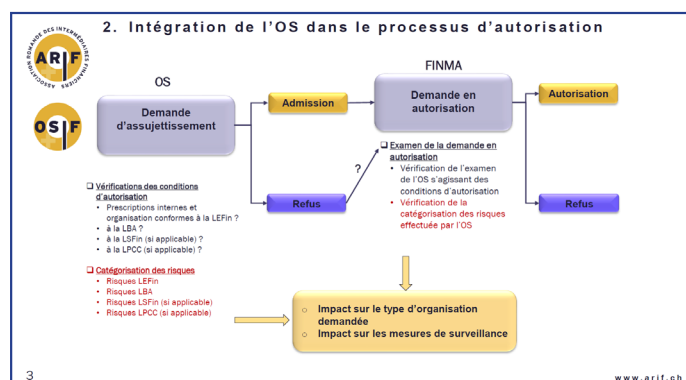 2. Intégration de l'OS dans le processus d'autorisation
ASSOCIATION ROMANDE DES INTERMÉDIAIRES FINANCIERS
ARIF
OSIF
OS
FINMA
Demande
d'assujettissement
Admission
Demande en
autorisation
Autorisation
Refus
?
Refus
Vérifications des conditions
d'autorisation
• Prescriptions internes et
organisation conformes à la LEFin ?
• à la LBA ?
• à la LSFin (si applicable) ?
• à la LPCC (si applicable) ?
Catégorisation des risques
• Risques LEFin
• Risques LBA
• Risques LSFin (si applicable)
• Risques LPCC (si applicable)
Examen de la demande en
autorisation
• Vérification de l'examen
de l'OS s'agissant des
conditions d'autorisation
• Vérification de la
catégorisation des risques
effectuée par l'OS
o Impact sur le type d'organisation
demandée
o Impact sur les mesures de surveillance
3
www.arif.ch